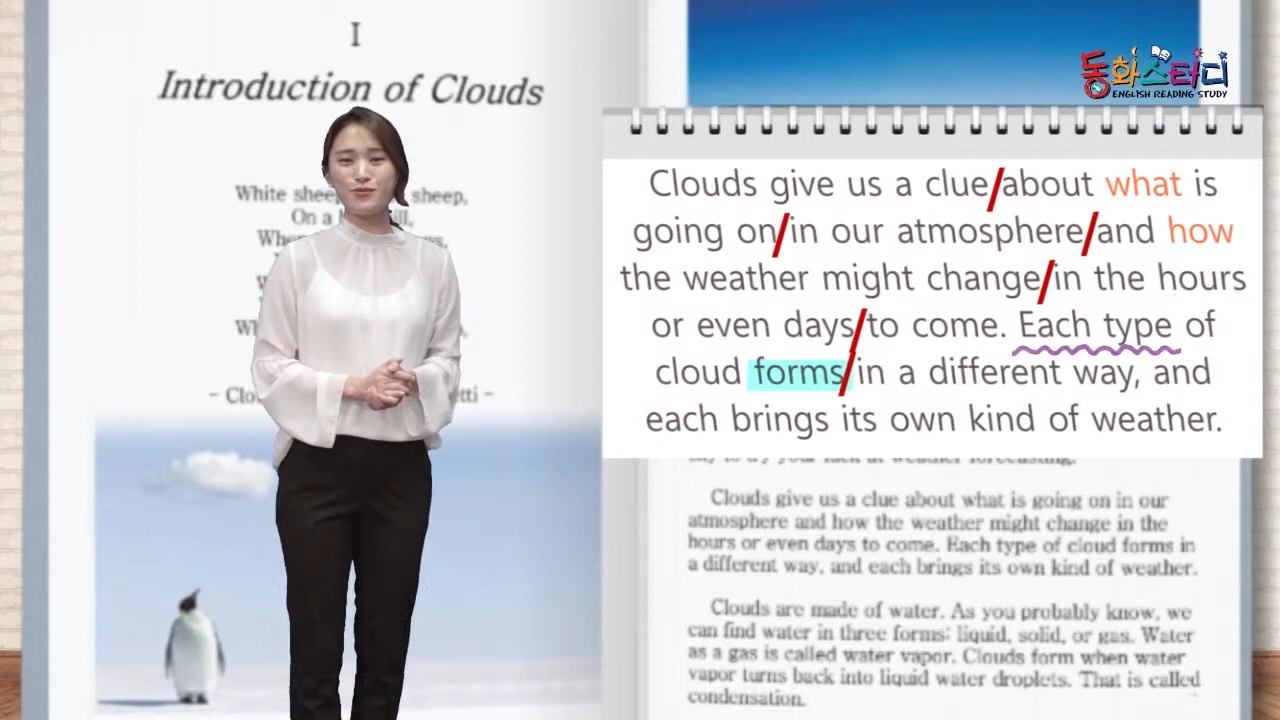 I
Introduction of Clouds
White sheep,
On a
- Clo tti -
동화스터디
ENGLISH READING STUDY
Clouds give us a clue/about what is
going on/in our atmosphere/and how
the weather might change/in the hours
or even days/to come. Each type of
cloud forms/in a different way, and
each brings its own kind of weather.
Clouds give us a clue about what is going on in our
atmosphere and how the weather might change in the
hours or even days to come. Each type of cloud forms in
a different way, and each brings its own kind of weather.
Clouds are made of water. As you probably know, we
can find water in three forms: liquid, solid, or gas. Water
as a gas is called water vapor. Clouds form when water
vapor turns back into liquid water droplets. That is called
condensation.